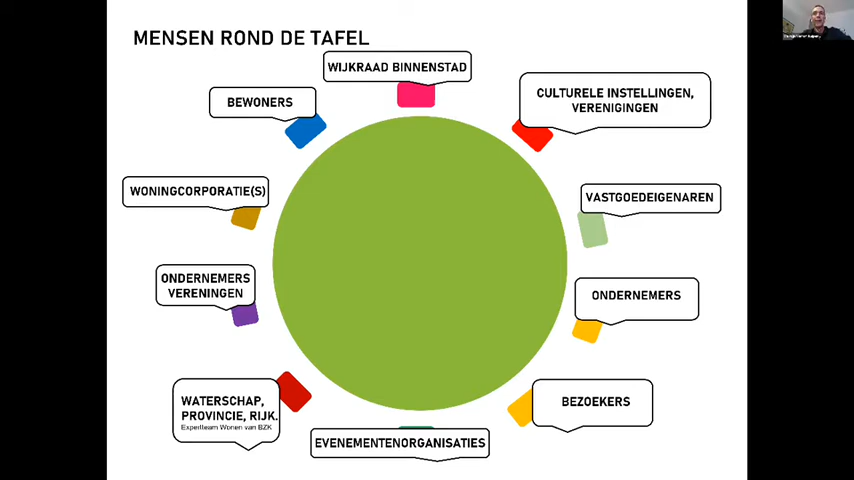 MENSEN ROND DE TAFEL
WIJKRAAD BINNENSTAD
BEWONERS
CULTURELE INSTELLINGEN,
VERENIGINGEN
WONINGCORPORATIE(S)
VASTGOEDEIGENAREN
ONDERNEMERS
VERENINGEN
ONDERNEMERS
WATERSCHAP,
PROVINCIE, RIJK.
Expertteam Wonen van BZK
BEZOEKERS
EVENEMENTENORGANISATIES